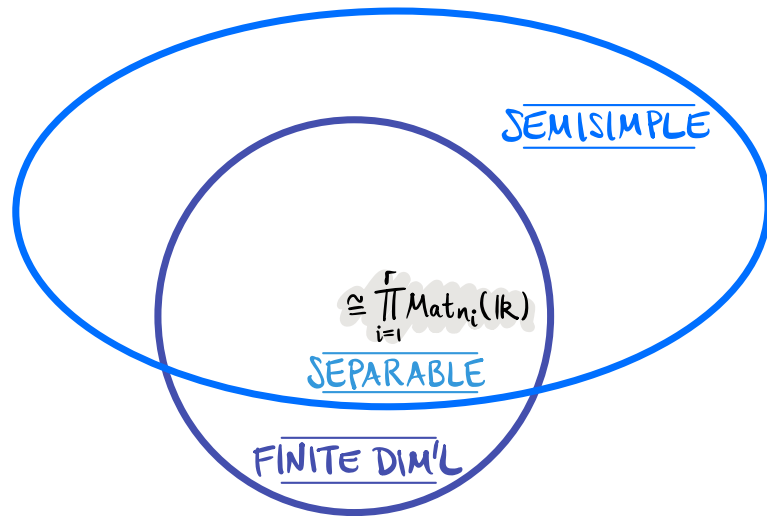 SEMISIMPLE
≅ ∏_{i=1}^{r} Mat_{n_i}(𝕜)
SEPARABLE
FINITE DIM'L